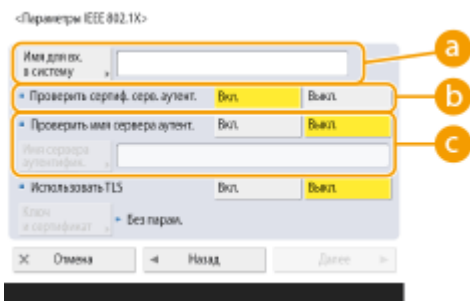 <Параметры IEEE 802.1X>
Имя для вх.
в систему
a
Проверить сертиф. серв. аутент. Вкл. Выкл.
b
Проверить имя сервера аутент. Вкл. Выкл.
Имя сервера
аутентифик.
c
Использовать TLS Вкл. Выкл.
Ключ
и сертификат Без парам.
Отмена Назад Далее